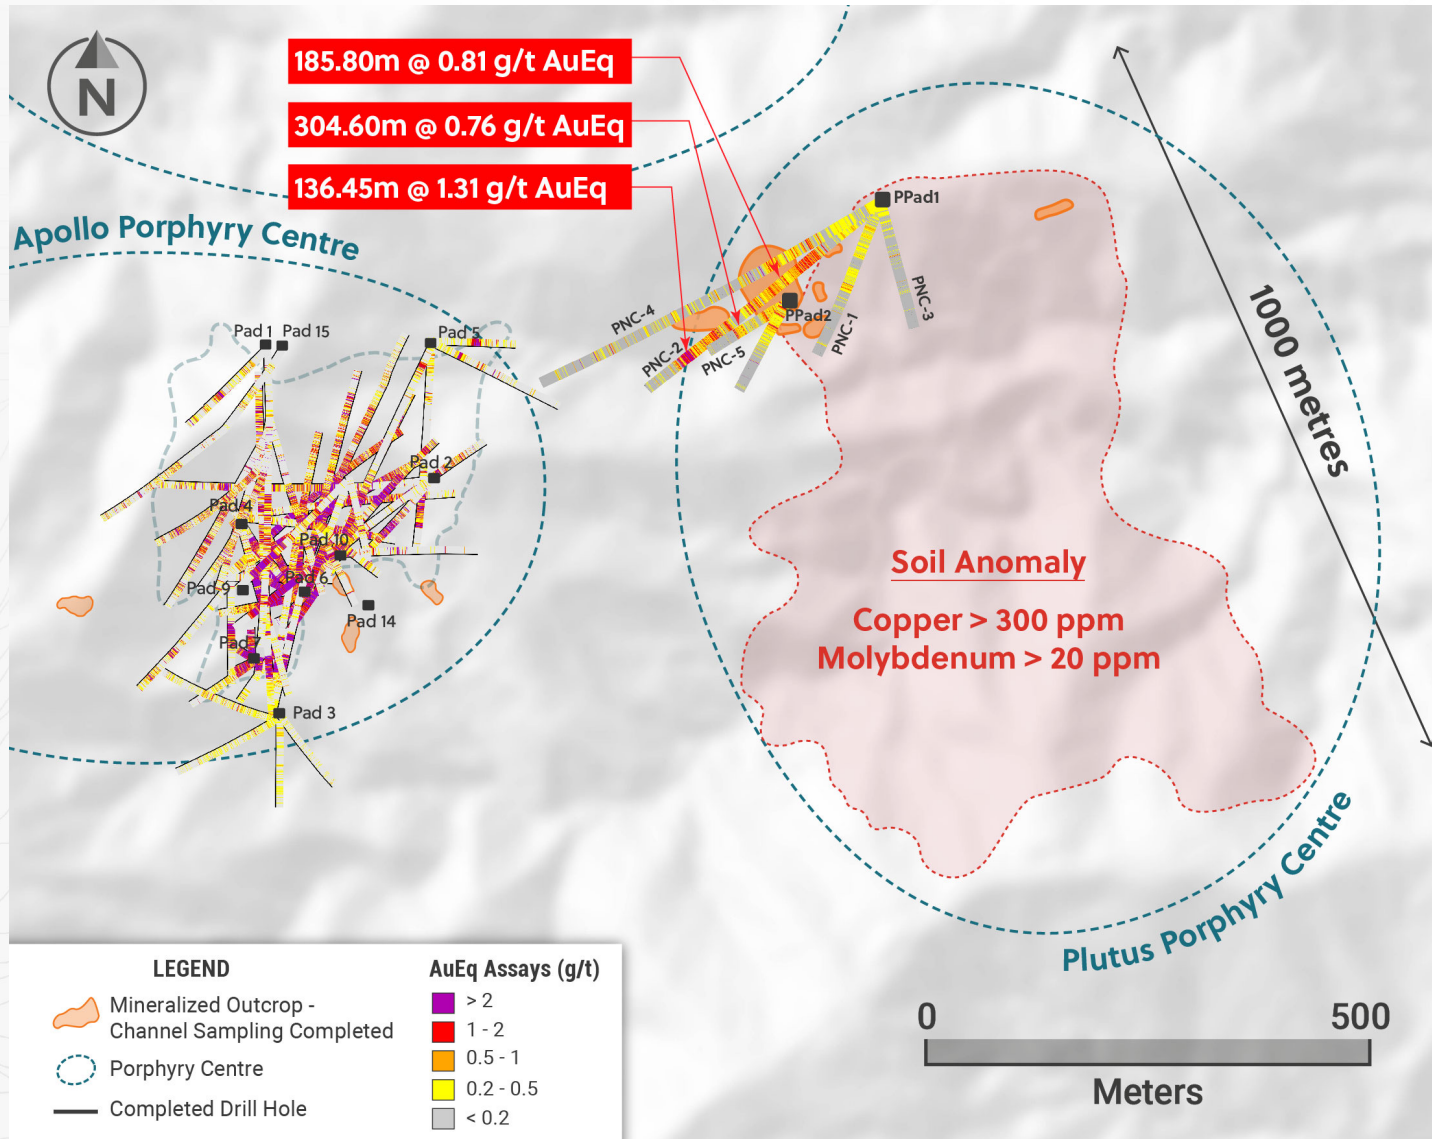 N
185.80m @ 0.81 g/t AuEq
304.60m @ 0.76 g/t AuEq
136.45m @ 1.31 g/t AuEq
Apollo Porphyry Centre
PPad1
PPad2
PNC-4
PNC-2
PNC-5
PNC-1
PNC-3
1000 metres
Pad 1
Pad 15
Pad 5
Pad 2
Pad 4
Pad 10
Pad 9
Pad 6
Pad 14
Pad 7
Pad 3
Soil Anomaly
Copper > 300 ppm
Molybdenum > 20 ppm
Plutus Porphyry Centre
LEGEND
Mineralized Outcrop -
Channel Sampling Completed
Porphyry Centre
Completed Drill Hole
AuEq Assays (g/t)
> 2
1 - 2
0.5 - 1
0.2 - 0.5
< 0.2
0 500
Meters